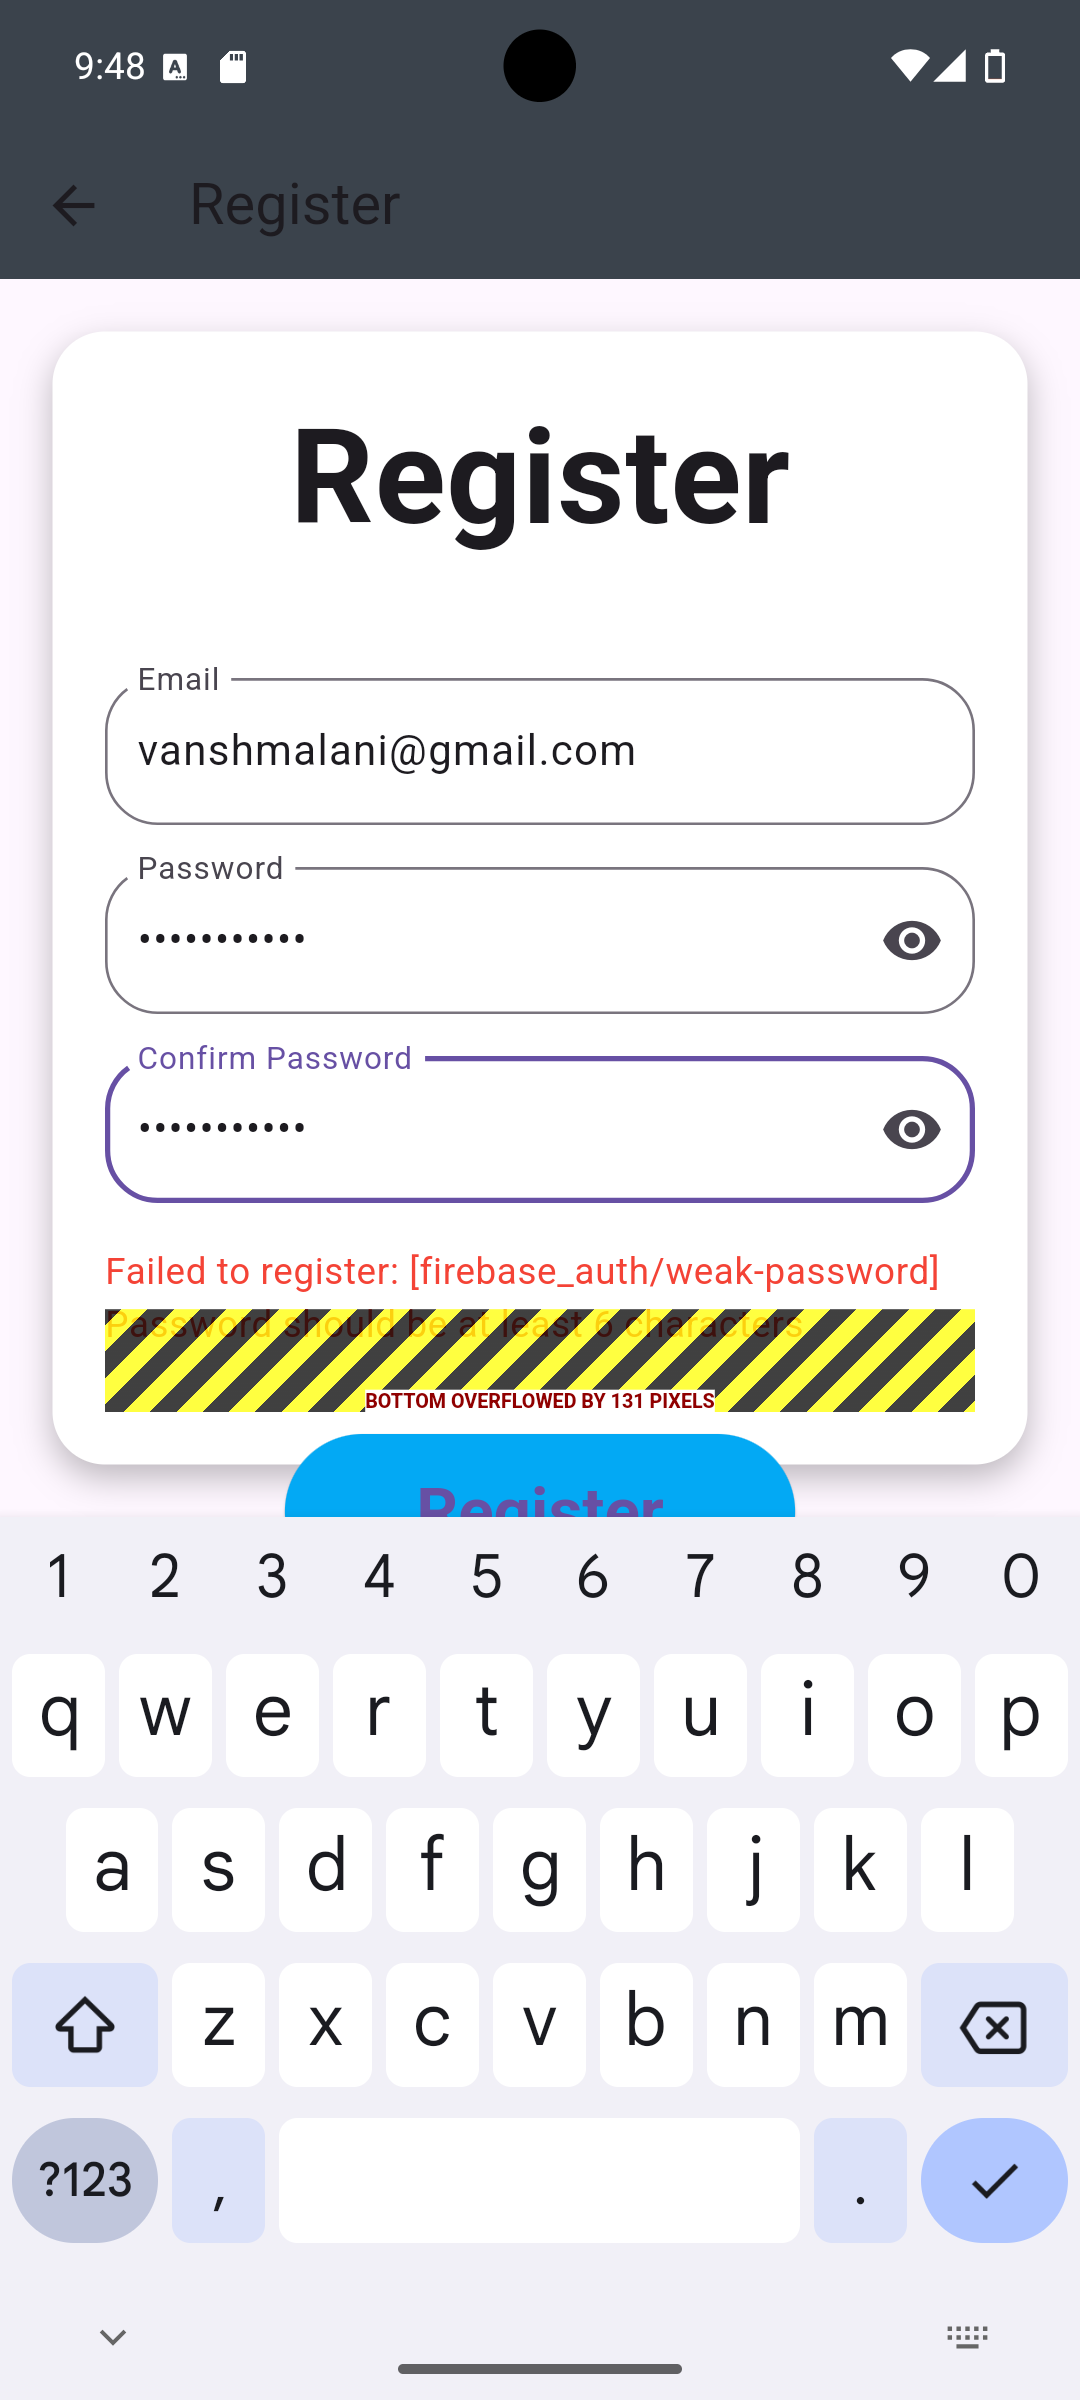 9:48
Register
Register
Email
vanshmalani@gmail.com
Password
•••••••••••
Confirm Password
•••••••••••
Failed to register: [firebase_auth/weak-password]
Password should be at least 6 characters
BOTTOM OVERFLOWED BY 131 PIXELS
Register
1 2 3 4 5 6 7 8 9 0
q w e r t y u i o p
a s d f g h j k l
z x c v b n m
?123 , .